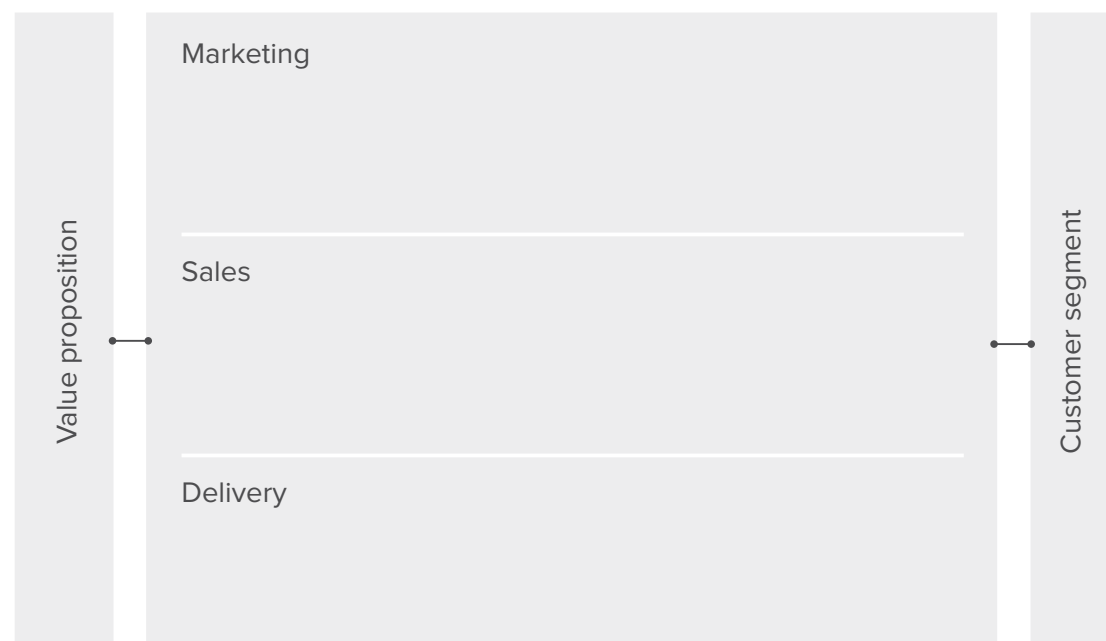 Value proposition
Marketing
Sales
Delivery
Customer segment